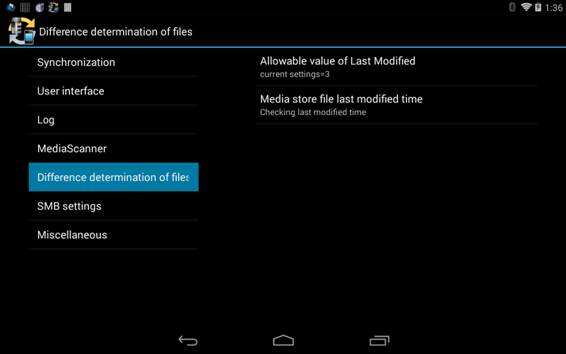 1:36
Difference determination of files
Synchronization
User interface
Log
MediaScanner
Difference determination of files
SMB settings
Miscellaneous
Allowable value of Last Modified
current settings=3
Media store file last modified time
Checking last modified time